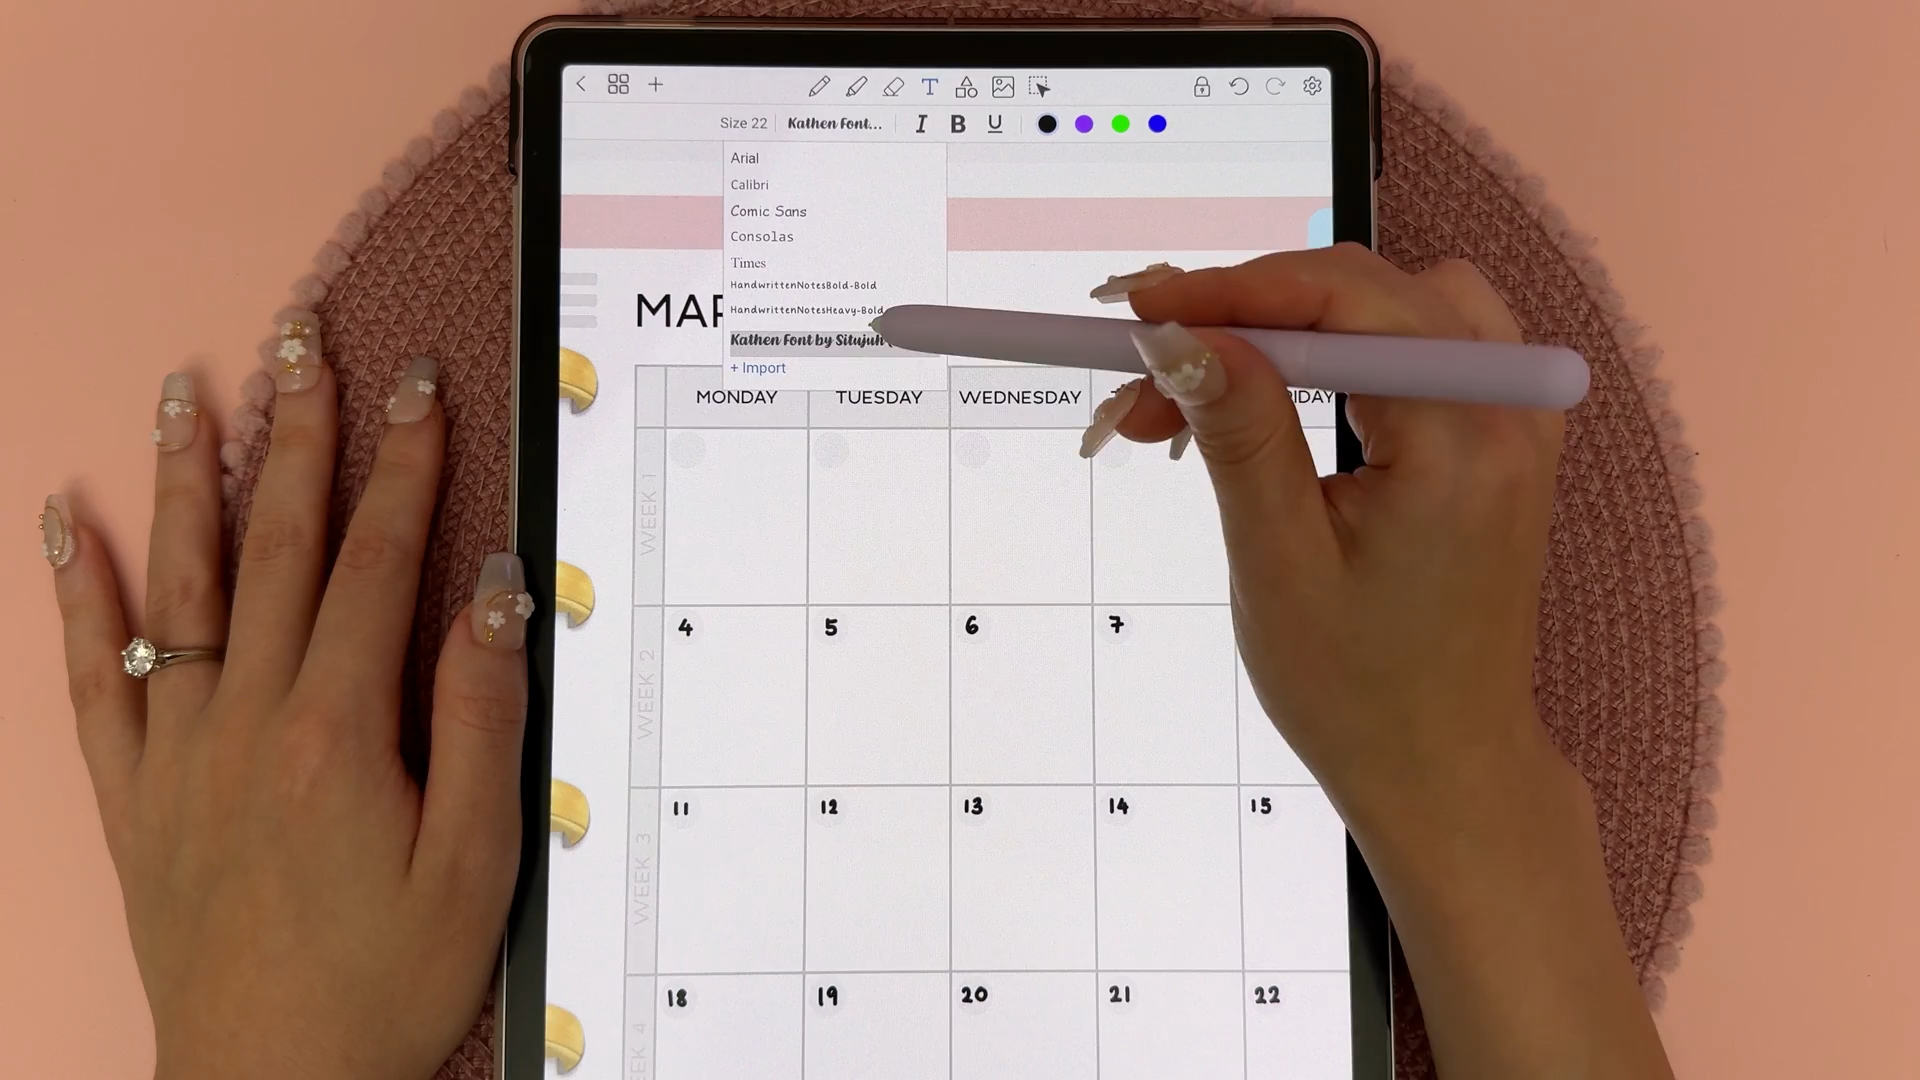 Size 22 Kathen Font... I B U
Arial
Calibri
Comic Sans
Consolas
Times
HandwrittenNotesBold-Bold
HandwrittenNotesHeavy-Bold
Kathen Font by Situjuh
+ Import
MONDAY TUESDAY WEDNESDAY
WEEK 1
WEEK 2 4 5 6 7
WEEK 3 11 12 13 14 15
18 19 20 21 22